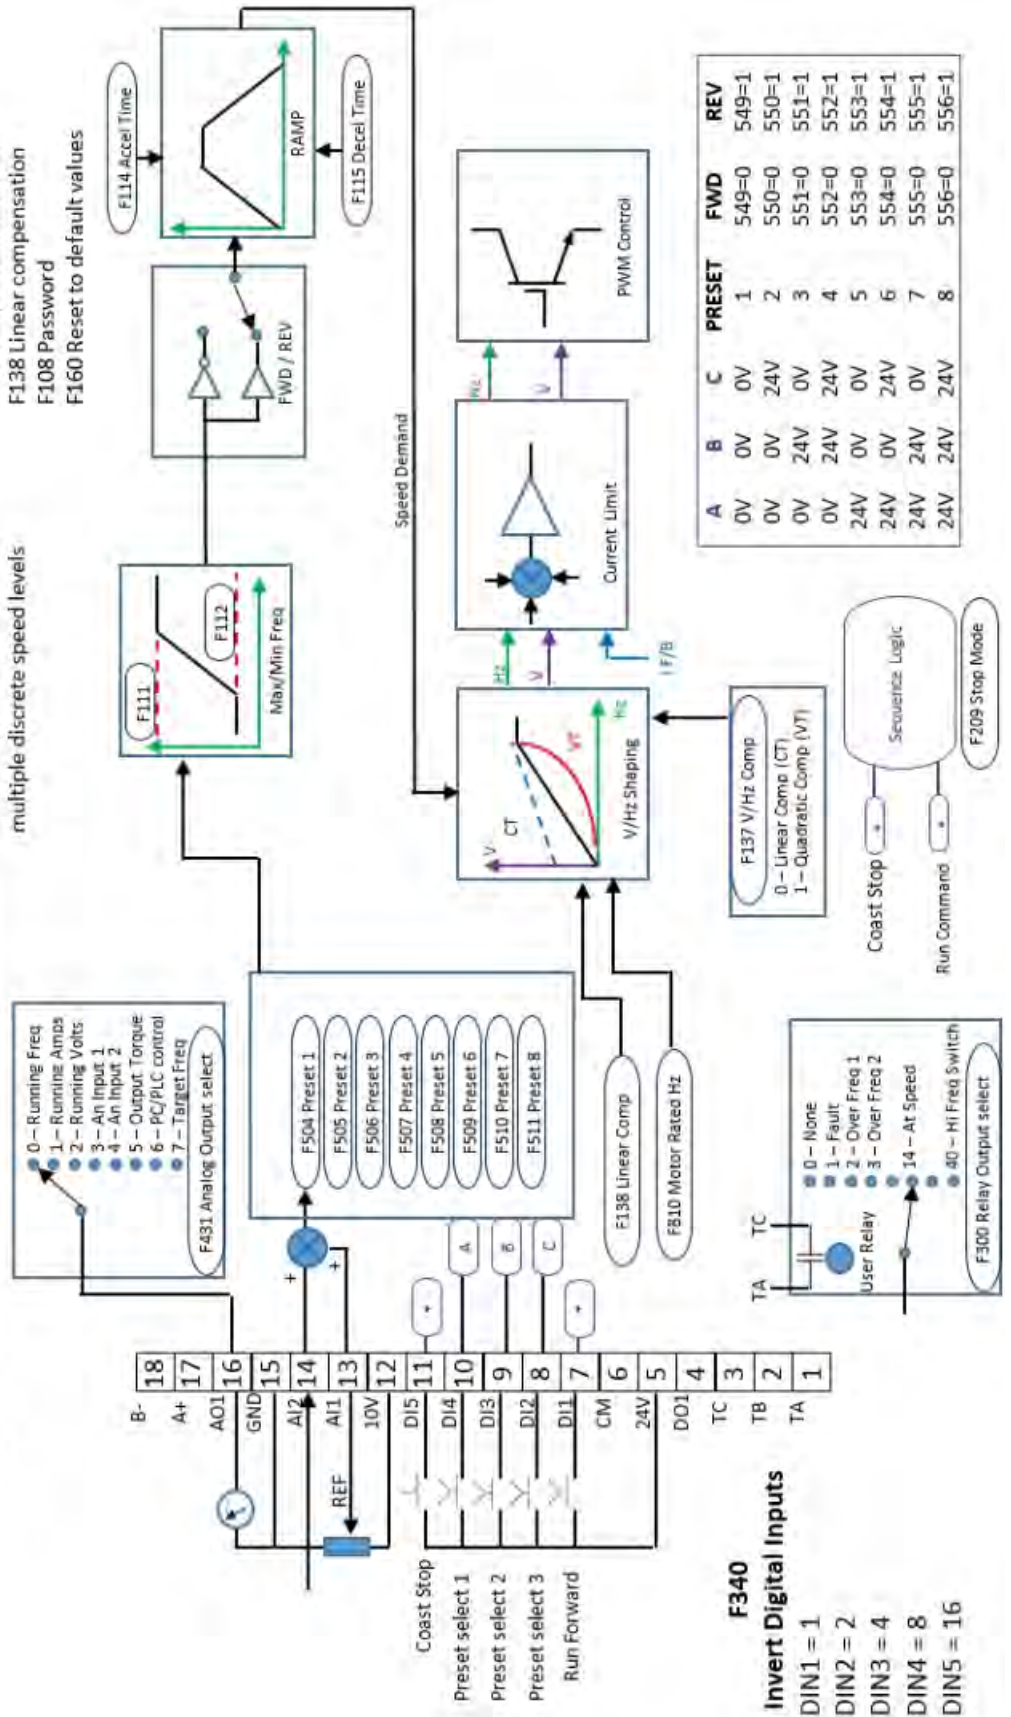 multiple discrete speed levels
F138 Linear compensation
F108 Password
F160 Reset to default values
0 – Running Freq
1 – Running Amps
2 – Running Volts
3 – An Input 1
4 – An Input 2
5 – Output Torque
6 – PC/PLC control
7 – Target Freq
F431 Analog Output select
F111
F112
Max/Min Freq
FWD / REV
F114 Accel Time
RAMP
F115 Decel Time
Speed Demand
B-
18
A+
17
AO1
16
GND
15
AI2
14
AI1
13
10V
12
DI5
11
DI4
10
DI3
9
DI2
8
DI1
7
CM
6
24V
5
DO1
4
TC
3
TB
2
TA
1
REF
+
+
Coast Stop
Preset select 1
Preset select 2
Preset select 3
Run Forward
A
B
C
F504 Preset 1
F505 Preset 2
F506 Preset 3
F507 Preset 4
F508 Preset 5
F509 Preset 6
F510 Preset 7
F511 Preset 8
F138 Linear Comp
F810 Motor Rated Hz
V
CT
VT
Hz
V/Hz Shaping
Hz
V
I F/B
Current Limit
Hz
V
PWM Control
F137 V/Hz Comp
0 – Linear Comp (CT)
1 – Quadratic Comp (VT)
Coast Stop
Run Command
Sequence Logic
F209 Stop Mode
TA
TC
User Relay
0 – None
1 – Fault
2 – Over Freq 1
3 – Over Freq 2
14 – At Speed
40 – Hi Freq Switch
F300 Relay Output select
A B C PRESET FWD REV
0V 0V 0V 1 549=0 549=1
0V 0V 24V 2 550=0 550=1
0V 24V 0V 3 551=0 551=1
0V 24V 24V 4 552=0 552=1
24V 0V 0V 5 553=0 553=1
24V 0V 24V 6 554=0 554=1
24V 24V 0V 7 555=0 555=1
24V 24V 24V 8 556=0 556=1
F340
Invert Digital Inputs
DIN1 = 1
DIN2 = 2
DIN3 = 4
DIN4 = 8
DIN5 = 16